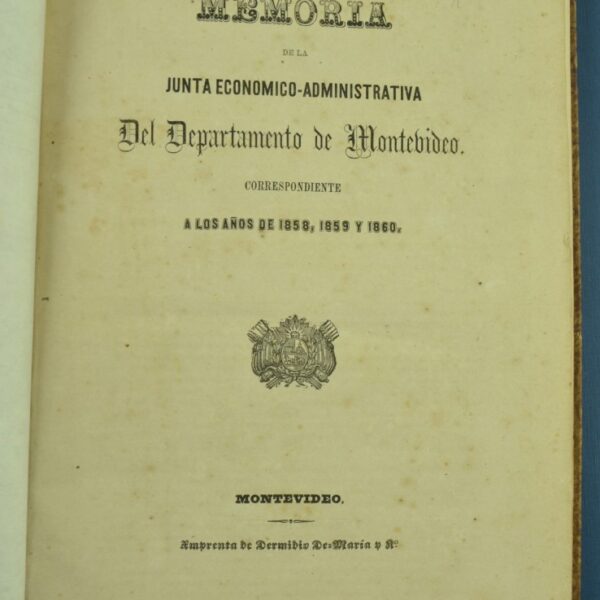 MEMORIA
DE LA
JUNTA ECONOMICO-ADMINISTRATIVA
Del Departamento de Montevideo.
CORRESPONDIENTE
A LOS AÑOS DE 1858, 1859 Y 1860.
MONTEVIDEO.
Imprenta de Dermidio De-María y Ka.